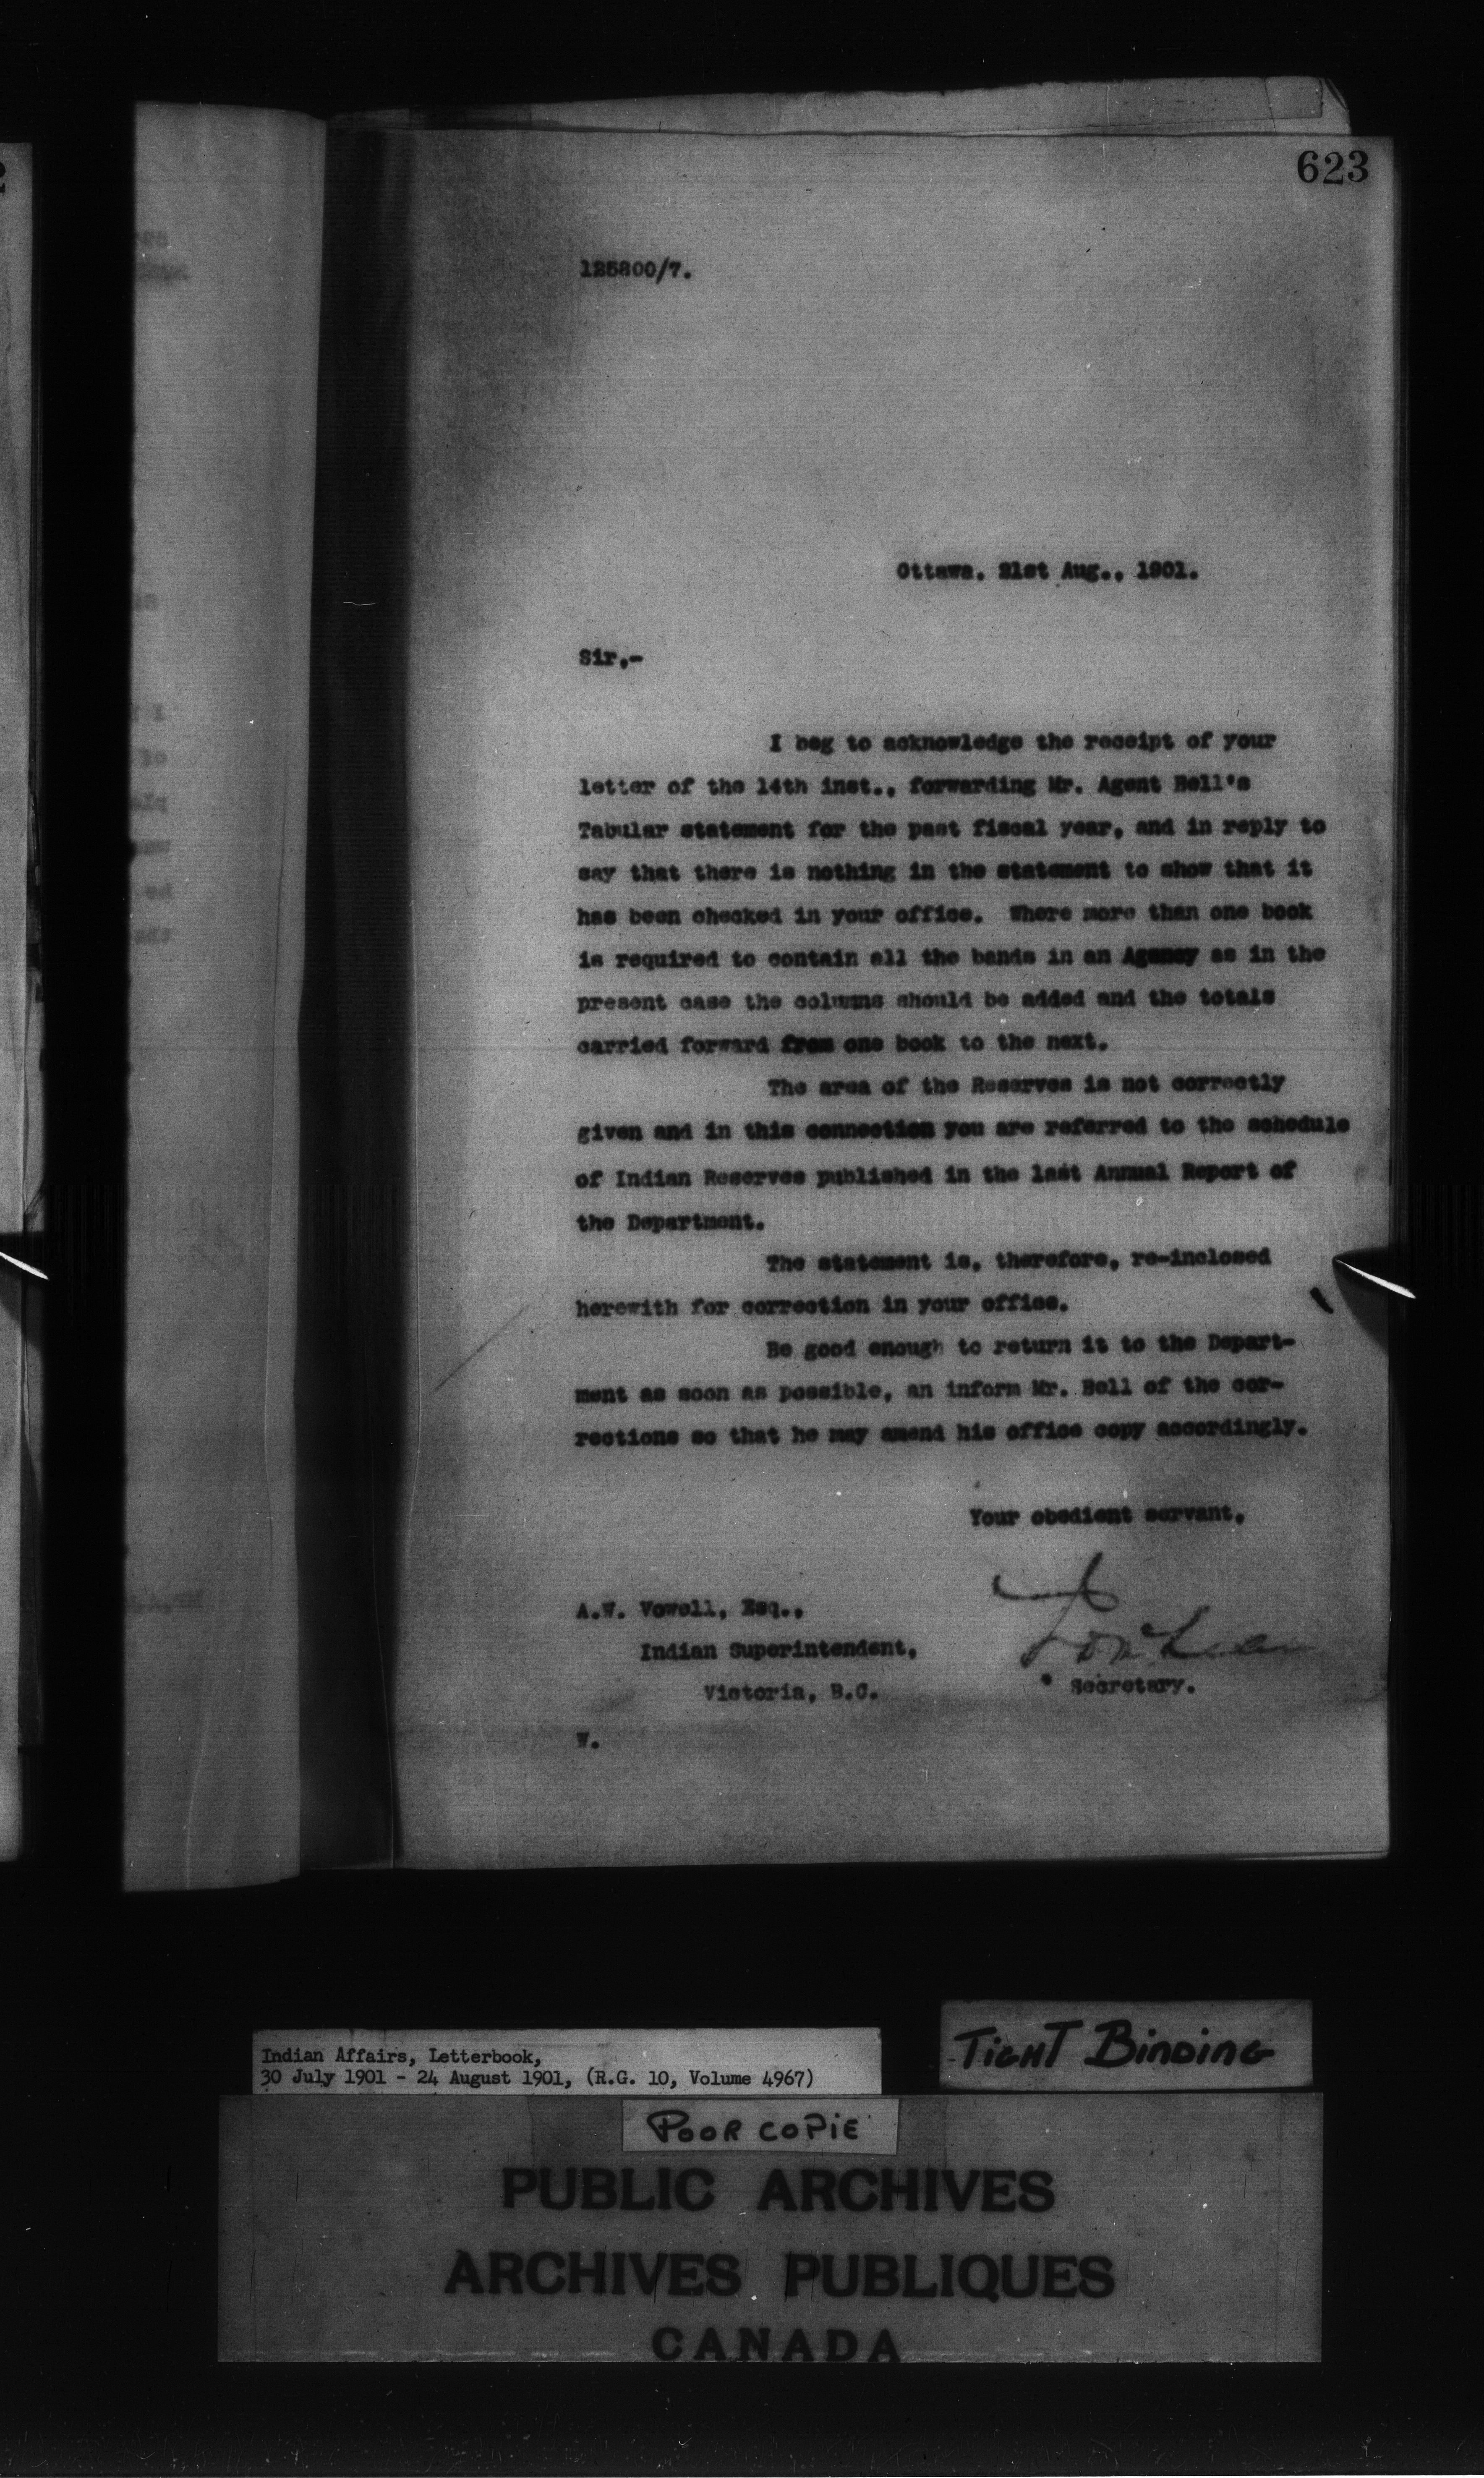 623
125800/7.
Ottawa. 21st Aug., 1901.
Sir,-
I beg to acknowledge the receipt of your
letter of the 14th inst., forwarding Mr. Agent Bell's
Tabular statement for the past fiscal year, and in reply to
say that there is nothing in the statement to show that it
has been checked in your office. Where more than one book
is required to contain all the bands in an Agency as in the
present case the columns should be added and the totals
carried forward from one book to the next.
The area of the Reserves is not correctly
given and in this connection you are referred to the schedule
of Indian Reserves published in the last Annual Report of
the Department.
The statement is, therefore, re-inclosed
herewith for correction in your office.
Be good enough to return it to the Depart-
ment as soon as possible, an inform Mr. Bell of the cor-
rections so that he may amend his office copy accordingly.
Your obedient servant,
A.W. Vowell, Esq.,
Indian Superintendent,
Victoria, B.C.
Secretary.
W.
Indian Affairs, Letterbook,
30 July 1901 - 24 August 1901, (R.G. 10, Volume 4967)
TIGHT BINDING
POOR COPIE
PUBLIC ARCHIVES
ARCHIVES PUBLIQUES
CANADA